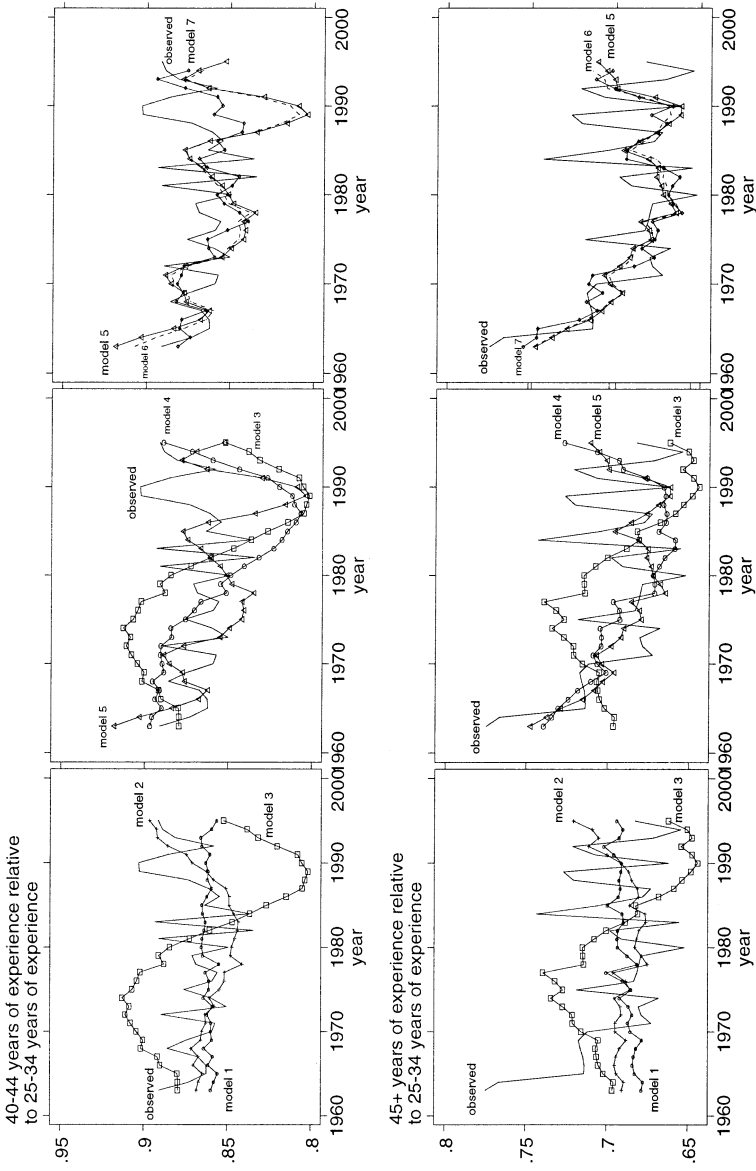 40-44 years of experience relative
to 25-34 years of experience
.95
.9
.85
.8
observed
model 1
model 2
model 3
1960
1970
1980
1990
2000
year
model 5
observed
model 4
model 3
1960
1970
1980
1990
2000
year
model 5
model 6
observed
model 7
1960
1970
1980
1990
2000
year
45+ years of experience relative
to 25-34 years of experience
.8
.75
.7
.65
observed
model 1
model 2
model 3
1960
1970
1980
1990
2000
year
observed
model 4
model 5
model 3
1960
1970
1980
1990
2000
year
observed
model 7
model 6
model 5
1960
1970
1980
1990
2000
year